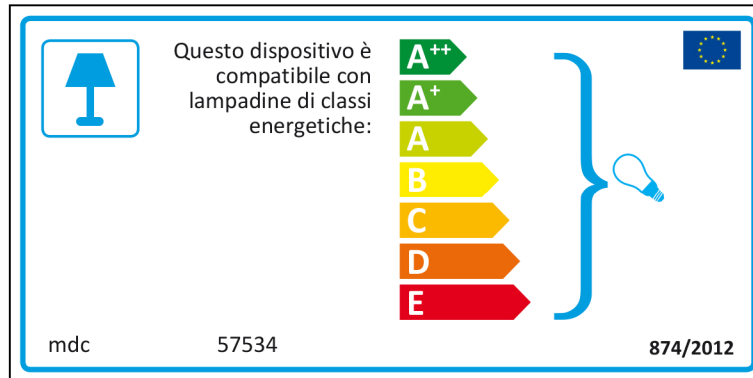 Questo dispositivo è
compatibile con
lampadine di classi
energetiche:
A++
A+
A
B
C
D
E
mdc 57534 874/2012